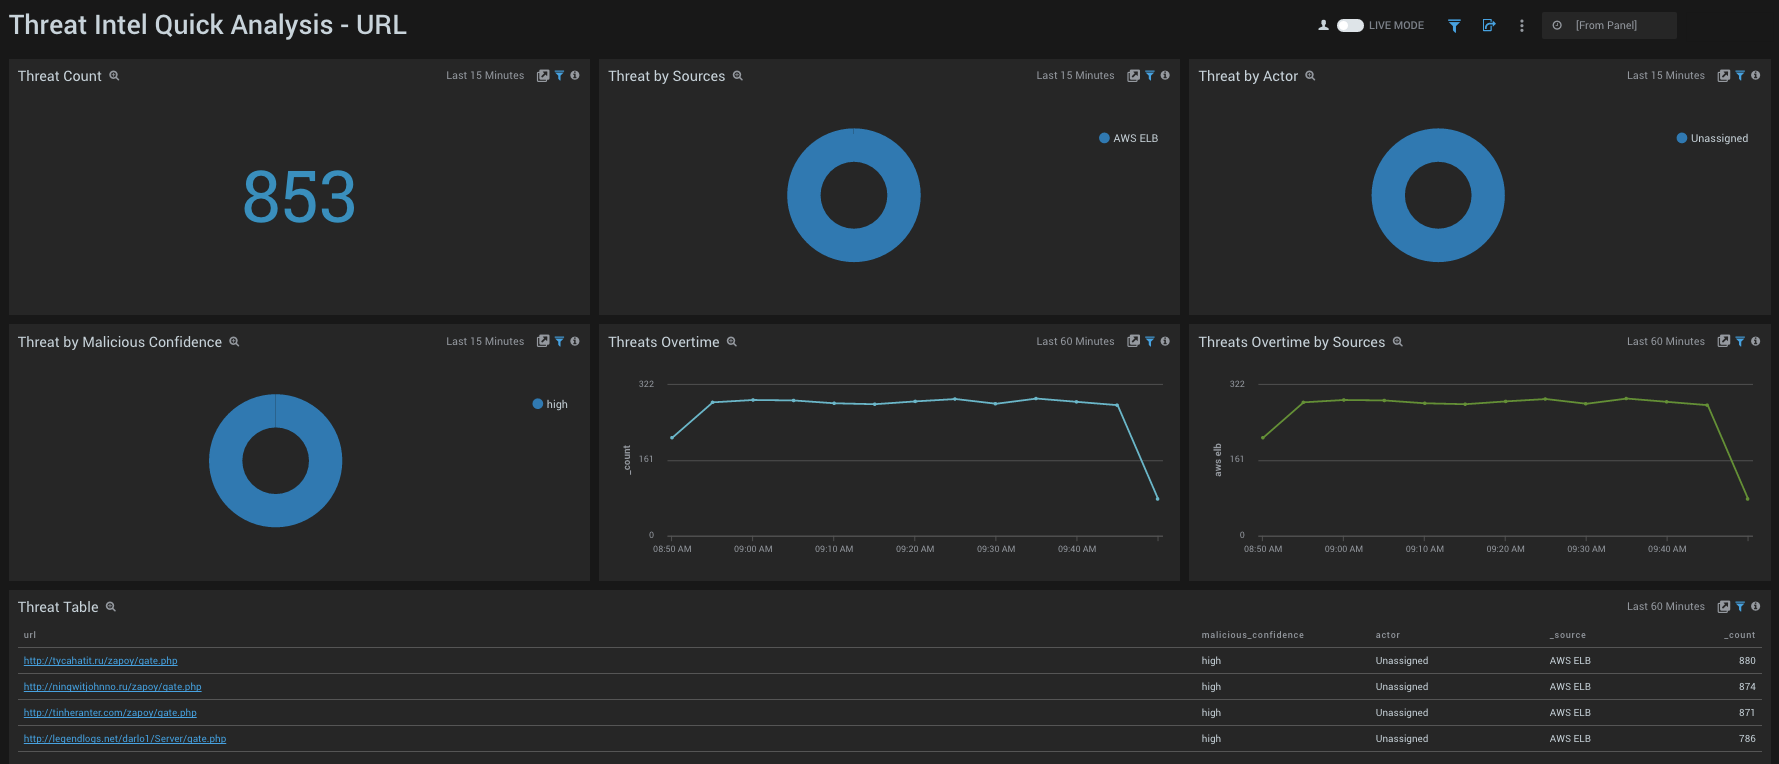 Threat Intel Quick Analysis - URL
LIVE MODE
[From Panel]
Threat Count
Last 15 Minutes
853
Threat by Sources
Last 15 Minutes
AWS ELB
Threat by Actor
Last 15 Minutes
Unassigned
Threat by Malicious Confidence
Last 15 Minutes
high
Threats Overtime
Last 60 Minutes
322
161
0
_count
08:50 AM 09:00 AM 09:10 AM 09:20 AM 09:30 AM 09:40 AM
Threats Overtime by Sources
Last 60 Minutes
322
161
0
aws elb
08:50 AM 09:00 AM 09:10 AM 09:20 AM 09:30 AM 09:40 AM
Threat Table
Last 60 Minutes
url malicious_confidence actor _source _count
http://tycahatit.ru/zapoy/gate.php high Unassigned AWS ELB 880
http://ningwitjohnno.ru/zapoy/gate.php high Unassigned AWS ELB 874
http://tinheranter.com/zapoy/gate.php high Unassigned AWS ELB 871
http://legendlogs.net/darlo1/Server/gate.php high Unassigned AWS ELB 786